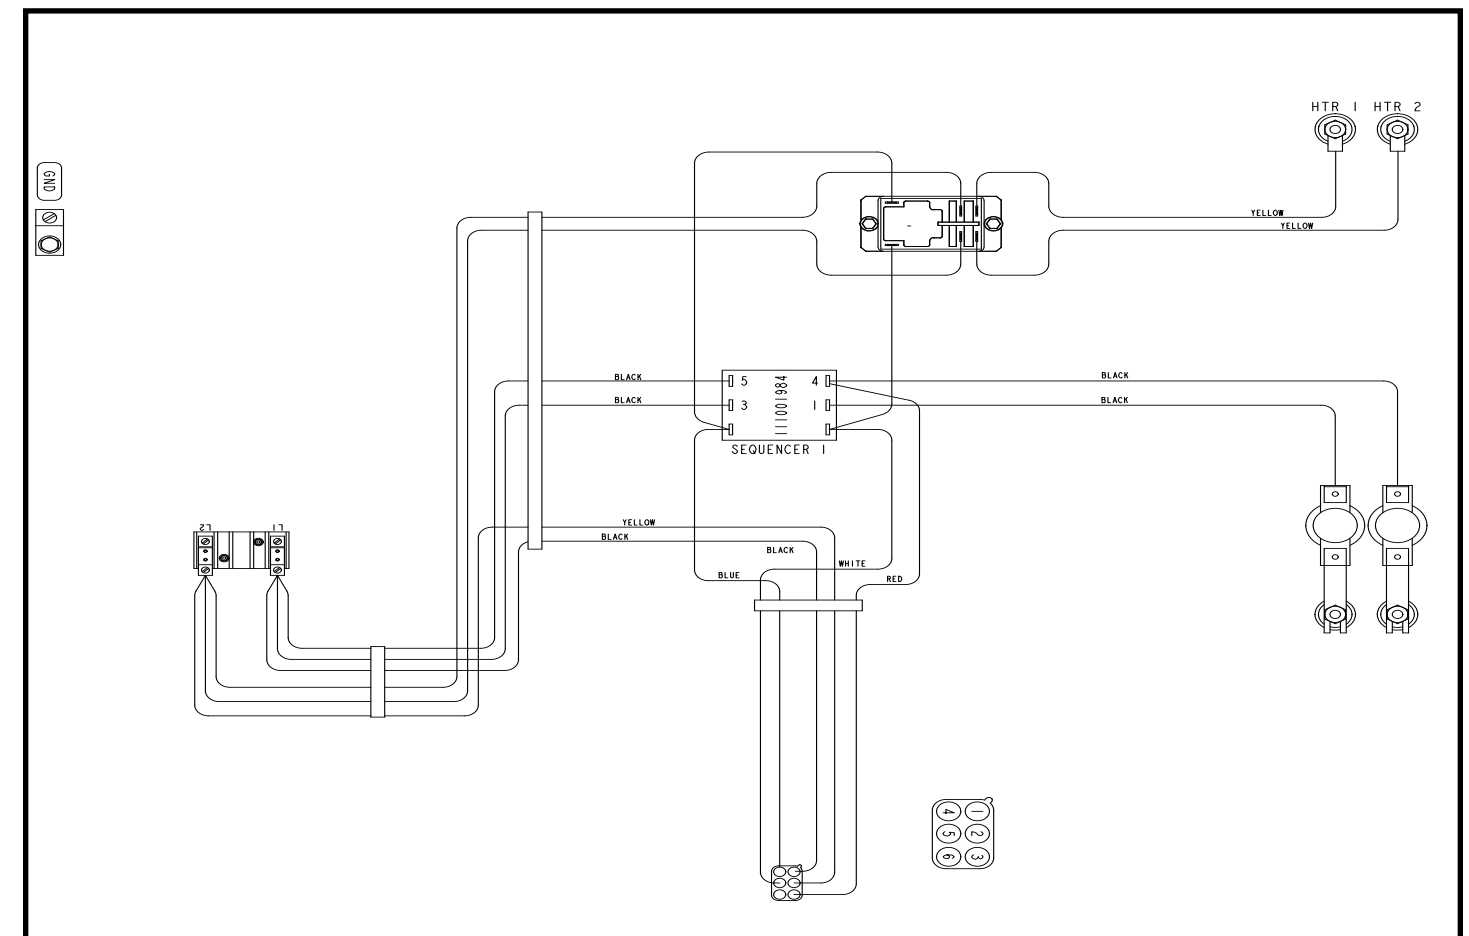 HTR 1 HTR 2
GND
YELLOW
YELLOW
BLACK
5
4
BLACK
BLACK
3
1
BLACK
11001984
SEQUENCER 1
L2
L1
YELLOW
BLACK
BLACK
WHITE
BLUE
RED
4 1
5 2
6 3